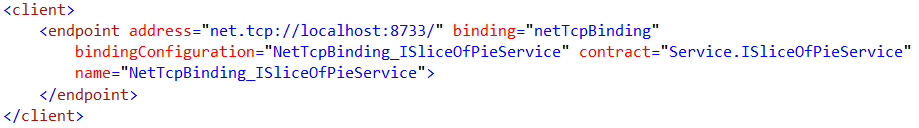 <client>
<endpoint address="net.tcp://localhost:8733/" binding="netTcpBinding"
bindingConfiguration="NetTcpBinding_ISliceOfPieService" contract="Service.ISliceOfPieService"
name="NetTcpBinding_ISliceOfPieService">
</endpoint>
</client>